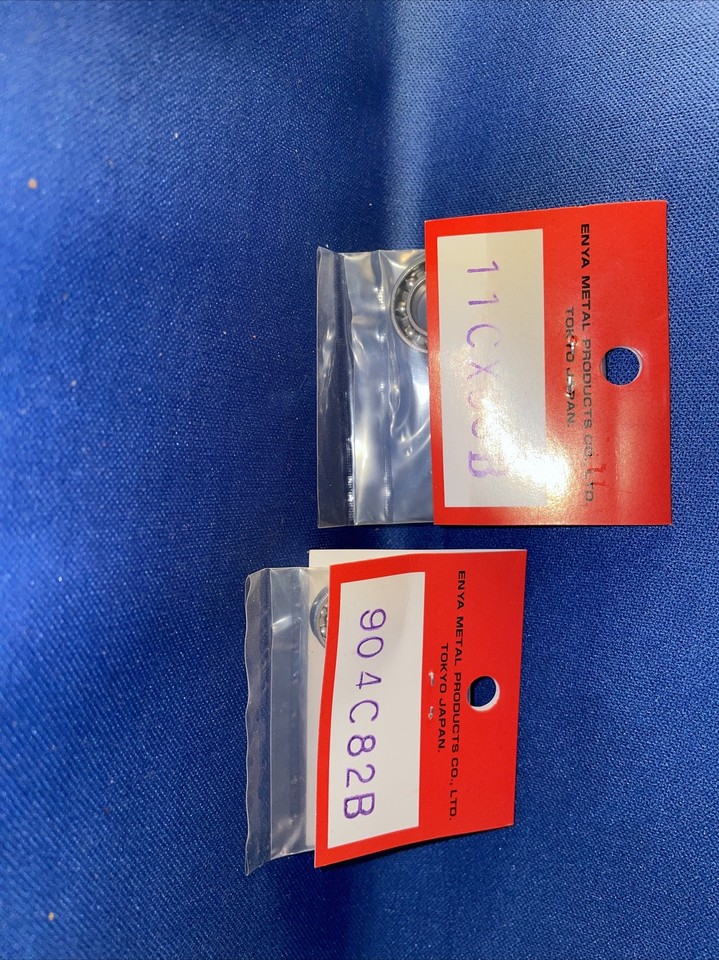 ENYA METAL PRODUCTS CO., LTD.
TOKYO JAPAN.
ENYA METAL PRODUCTS CO., LTD.
TOKYO JAPAN.
904C82B